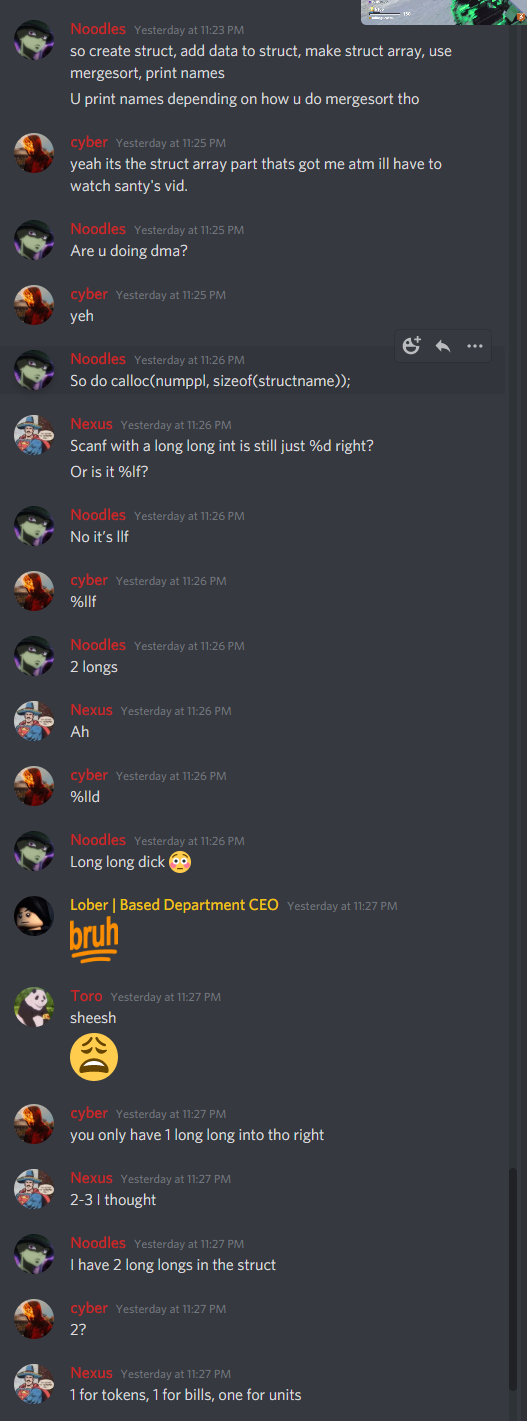 Noodles Yesterday at 11:23 PM
so create struct, add data to struct, make struct array, use
mergesort, print names
U print names depending on how u do mergesort tho
cyber Yesterday at 11:25 PM
yeah its the struct array part thats got me atm ill have to
watch santy's vid.
Noodles Yesterday at 11:25 PM
Are u doing dma?
cyber Yesterday at 11:25 PM
yeh
Noodles Yesterday at 11:26 PM
So do calloc(numppl, sizeof(structname));
Nexus Yesterday at 11:26 PM
Scanf with a long long int is still just %d right?
Or is it %lf?
Noodles Yesterday at 11:26 PM
No it's llf
cyber Yesterday at 11:26 PM
%llf
Noodles Yesterday at 11:26 PM
2 longs
Nexus Yesterday at 11:26 PM
Ah
cyber Yesterday at 11:26 PM
%lld
Noodles Yesterday at 11:26 PM
Long long dick 😳
Lober | Based Department CEO Yesterday at 11:27 PM
bruh
Toro Yesterday at 11:27 PM
sheesh
😩
cyber Yesterday at 11:27 PM
you only have 1 long long into tho right
Nexus Yesterday at 11:27 PM
2-3 I thought
Noodles Yesterday at 11:27 PM
I have 2 long longs in the struct
cyber Yesterday at 11:27 PM
2?
Nexus Yesterday at 11:27 PM
1 for tokens, 1 for bills, one for units